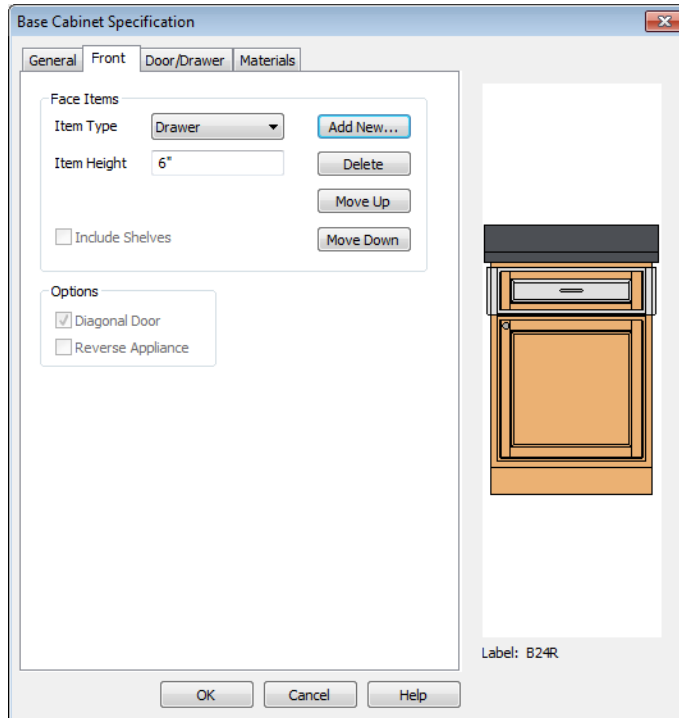 Base Cabinet Specification
General Front Door/Drawer Materials
Face Items
Item Type Drawer Add New...
Item Height 6" Delete
Move Up
Include Shelves Move Down
Options
Diagonal Door
Reverse Appliance
Label: B24R
OK Cancel Help